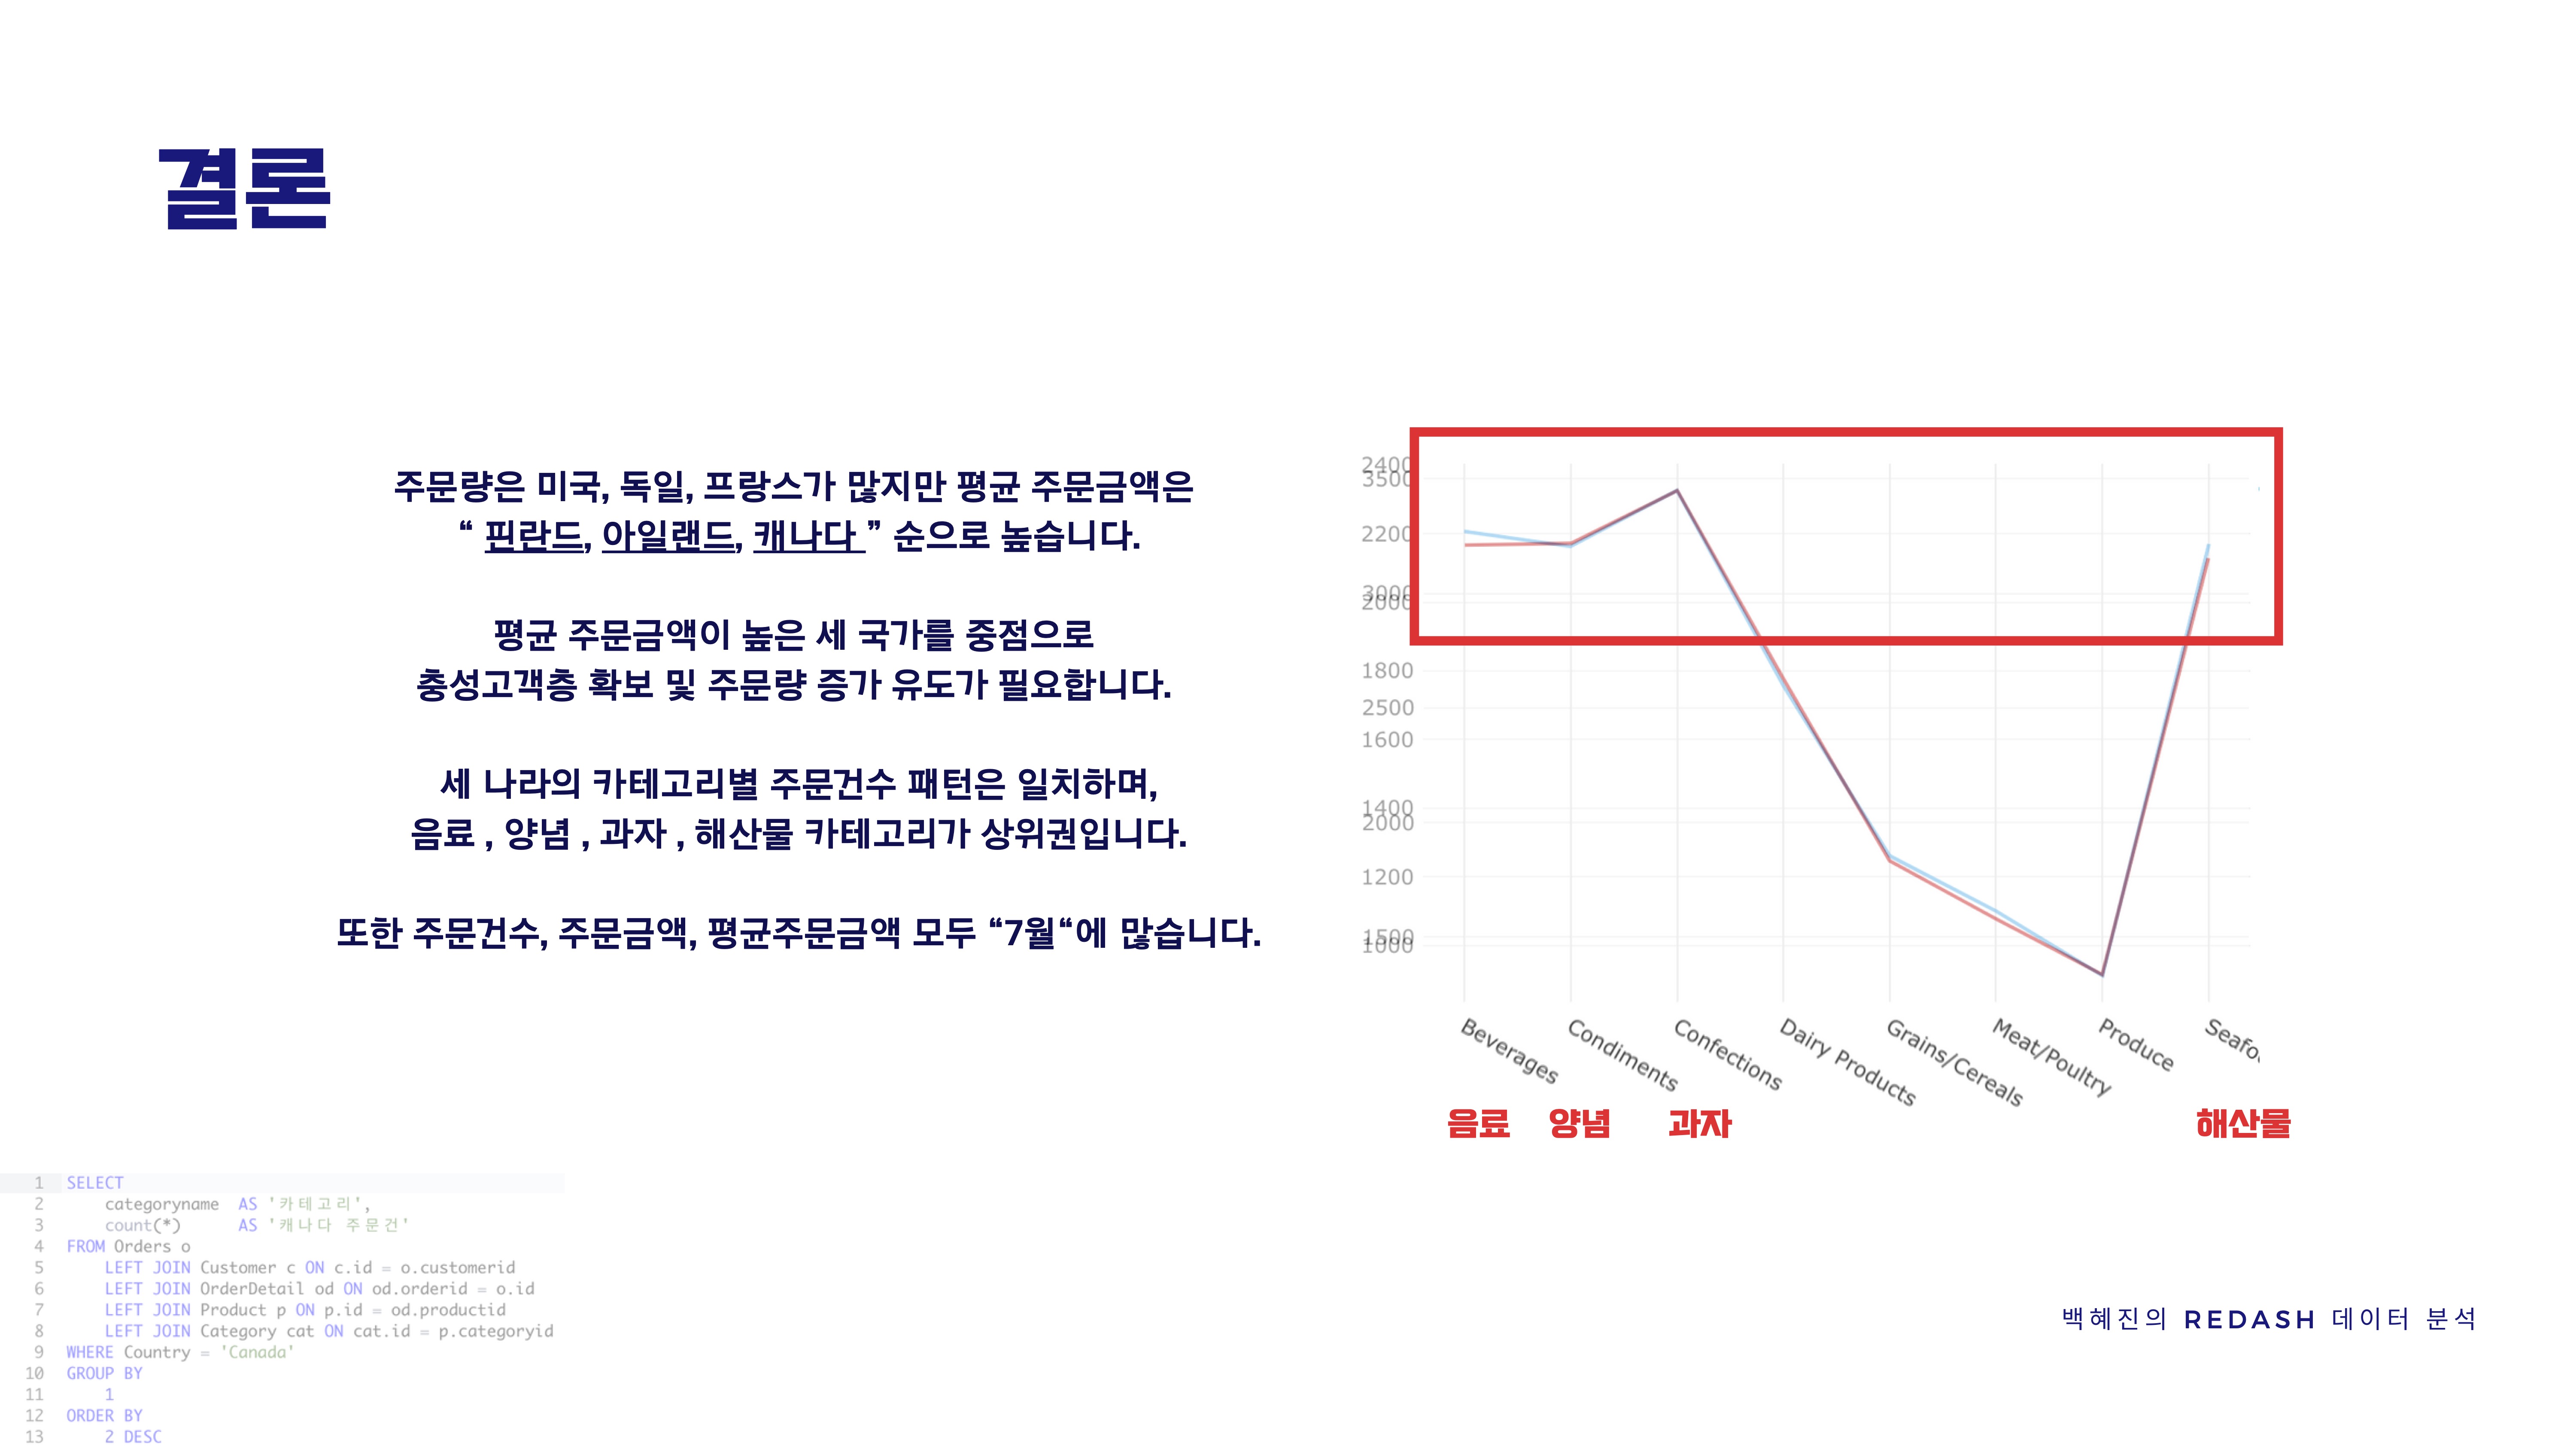 결론
주문량은 미국, 독일, 프랑스가 많지만 평균 주문금액은
“ 핀란드, 아일랜드, 캐나다 ” 순으로 높습니다.
평균 주문금액이 높은 세 국가를 중점으로
충성고객층 확보 및 주문량 증가 유도가 필요합니다.
세 나라의 카테고리별 주문건수 패턴은 일치하며,
음료 , 양념 , 과자 , 해산물 카테고리가 상위권입니다.
또한 주문건수, 주문금액, 평균주문금액 모두 “7월“에 많습니다.
2400
3500
2200
3000
2000
1800
2500
1600
1400
2000
1200
1500
1000
Beverages
Condiments
Confections
Dairy Products
Grains/Cereals
Meat/Poultry
Produce
음료 양념 과자 해산물
1 SELECT
2 categoryname AS '카테고리',
3 count(*) AS '캐나다 주문건'
4 FROM Orders o
5 LEFT JOIN Customer c ON c.id = o.customerid
6 LEFT JOIN OrderDetail od ON od.orderid = o.id
7 LEFT JOIN Product p ON p.id = od.productid
8 LEFT JOIN Category cat ON cat.id = p.categoryid
9 WHERE Country = 'Canada'
10 GROUP BY
11 1
12 ORDER BY
13 2 DESC
백혜진의 REDASH 데이터 분석